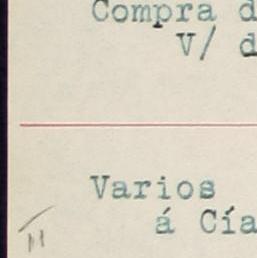 Compra d
V/ d
Varios
á Cía